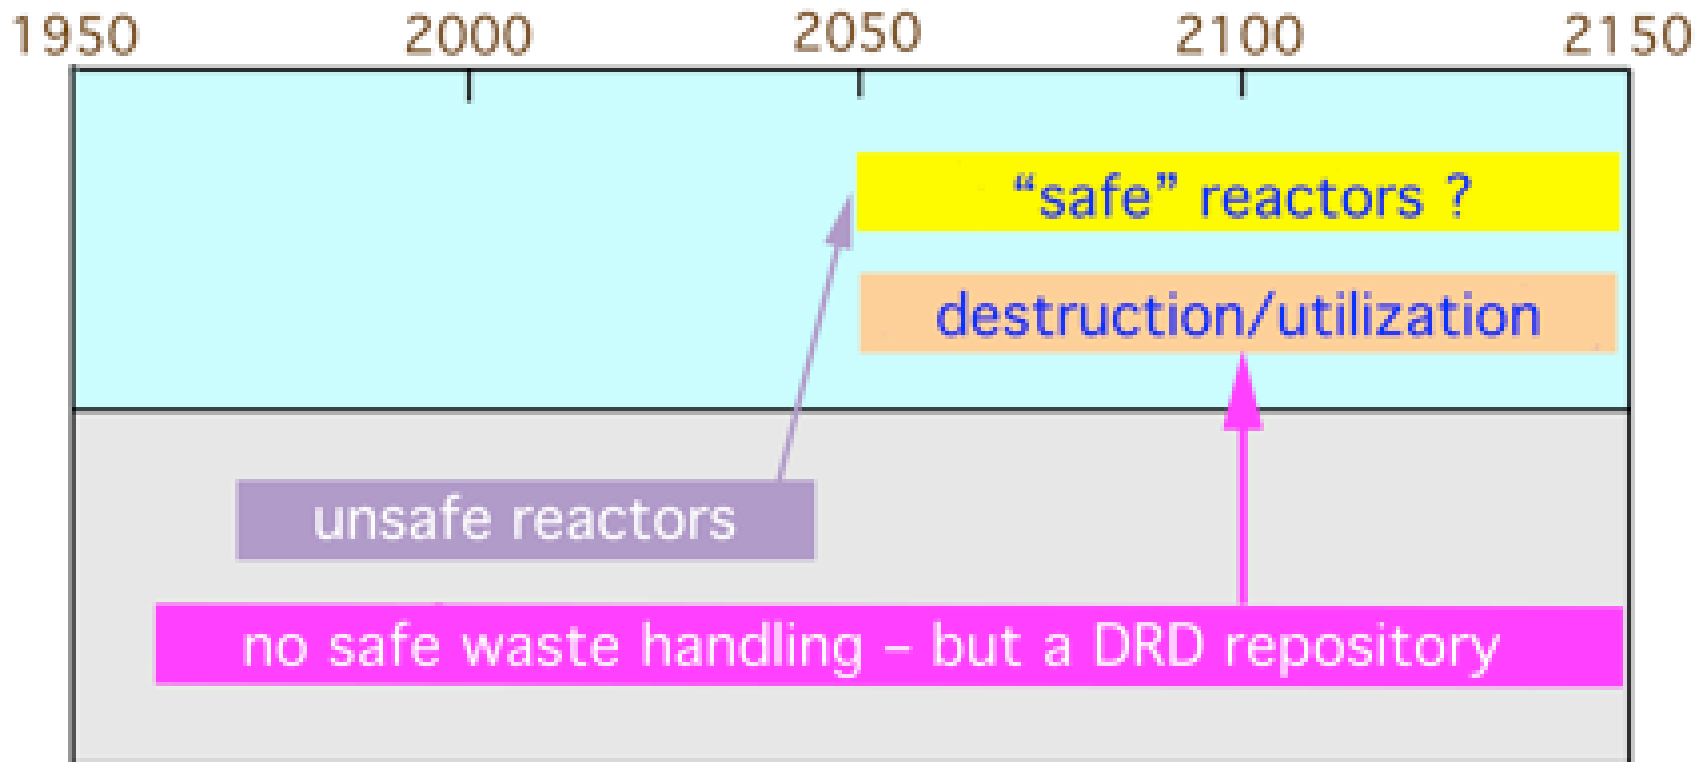 1950 2000 2050 2100 2150
“safe” reactors ?
destruction/utilization
unsafe reactors
no safe waste handling – but a DRD repository